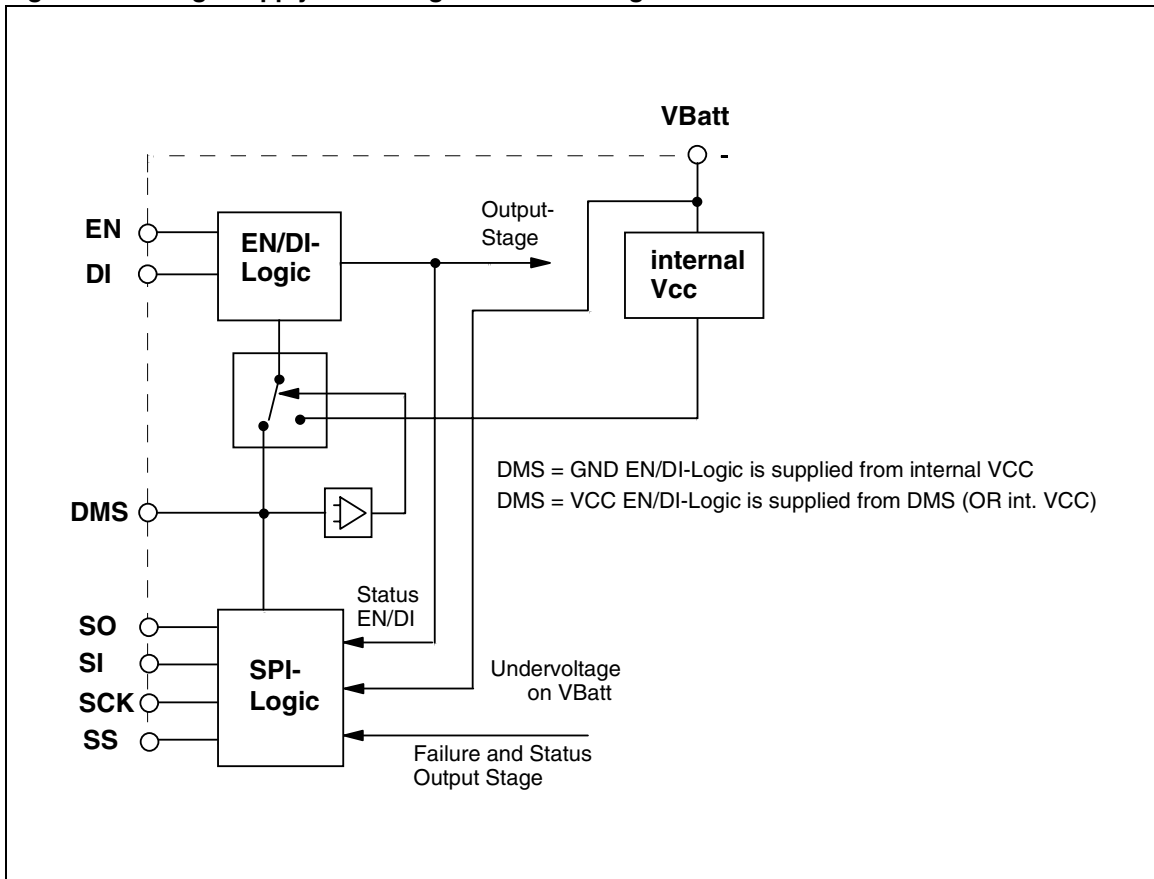 VBatt
-
EN
DI
EN/DI-
Logic
Output-
Stage
internal
Vcc
DMS = GND EN/DI-Logic is supplied from internal VCC
DMS = VCC EN/DI-Logic is supplied from DMS (OR int. VCC)
DMS
Status
EN/DI
SO
SI
SCK
SS
SPI-
Logic
Undervoltage
on VBatt
Failure and Status
Output Stage